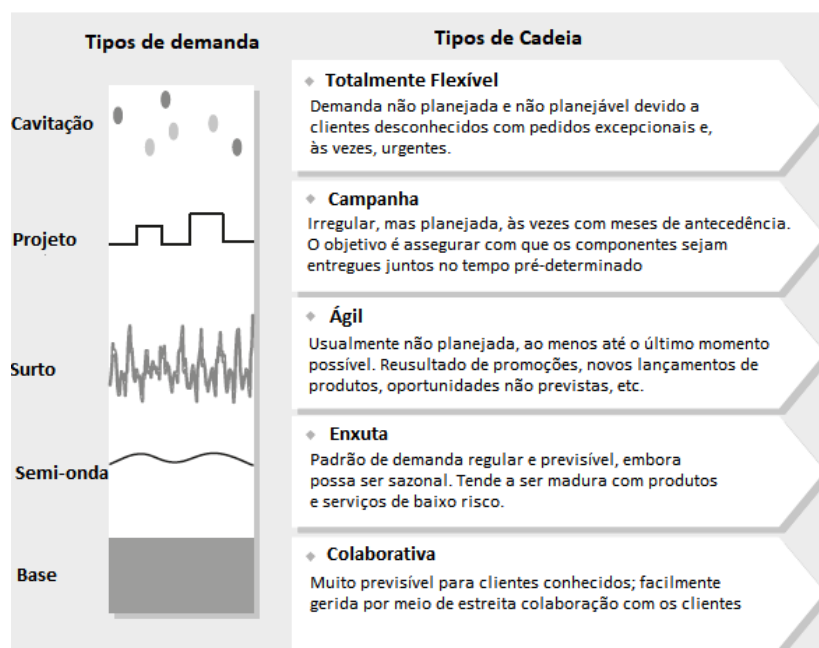 Tipos de demanda
Tipos de Cadeia
Cavitação
Totalmente Flexível
Demanda não planejada e não planejável devido a
clientes desconhecidos com pedidos excepcionais e,
às vezes, urgentes.
Projeto
Campanha
Irregular, mas planejada, às vezes com meses de antecedência.
O objetivo é assegurar com que os componentes sejam
entregues juntos no tempo pré-determinado
Surto
Ágil
Usualmente não planejada, ao menos até o último momento
possível. Reusultado de promoções, novos lançamentos de
produtos, oportunidades não previstas, etc.
Semi-onda
Enxuta
Padrão de demanda regular e previsível, embora
possa ser sazonal. Tende a ser madura com produtos
e serviços de baixo risco.
Base
Colaborativa
Muito previsível para clientes conhecidos; facilmente
gerida por meio de estreita colaboração com os clientes